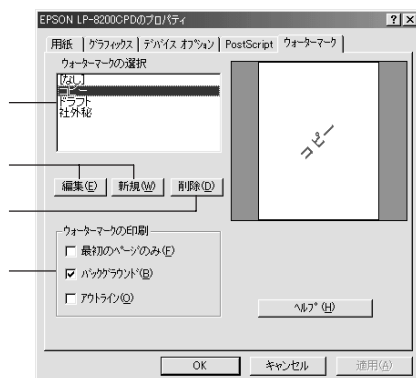 EPSON LP-8200CPDのプロパティ
用紙 グラフィックス デバイス オプション PostScript ウォーターマーク
ウォーターマークの選択
[なし]
コピー
ドラフト
社外秘
コピー
編集(E) 新規(W) 削除(D)
ウォーターマークの印刷
最初のページのみ(F)
バックグラウンド(B)
アウトライン(O)
ヘルプ(H)
OK キャンセル 適用(A)